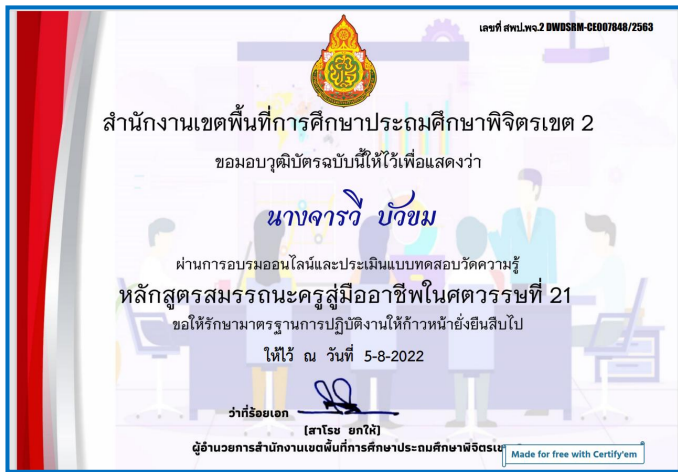 เลขที่ สพป.พจ.2 DWDSRM-CE007848/2563
สำนักงานเขตพื้นที่การศึกษาประถมศึกษาพิจิตรเขต 2
ขอมอบวุฒิบัตรฉบับนี้ให้ไว้เพื่อแสดงว่า
นางจารวี บัวขม
ผ่านการอบรมออนไลน์และประเมินแบบทดสอบวัดความรู้
หลักสูตรสมรรถนะครูสู่มืออาชีพในศตวรรษที่ 21
ขอให้รักษามาตรฐานการปฏิบัติงานให้ก้าวหน้ายั่งยืนสืบไป
ให้ไว้ ณ วันที่ 5-8-2022
ว่าที่ร้อยเอก
(สาโรช ยกให้)
ผู้อำนวยการสำนักงานเขตพื้นที่การศึกษาประถมศึกษาพิจิตร
Made for free with Certify'em